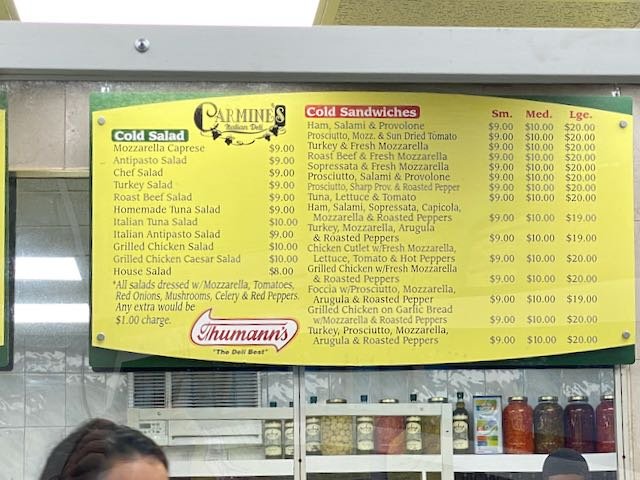 CARMINE'S
Italian Deli
Cold Salad
Mozzarella Caprese $9.00
Antipasto Salad $9.00
Chef Salad $9.00
Turkey Salad $9.00
Roast Beef Salad $9.00
Homemade Tuna Salad $9.00
Italian Tuna Salad $10.00
Italian Antipasto Salad $9.00
Grilled Chicken Salad $10.00
Grilled Chicken Caesar Salad $10.00
House Salad $8.00
*All salads dressed w/Mozzarella, Tomatoes,
Red Onions, Mushrooms, Celery & Red Peppers.
Any extra would be
$1.00 charge.
Thumann's
"The Deli Best"
Cold Sandwiches Sm. Med. Lge.
Ham, Salami & Provolone $9.00 $10.00 $20.00
Prosciutto, Mozz. & Sun Dried Tomato $9.00 $10.00 $20.00
Turkey & Fresh Mozzarella $9.00 $10.00 $20.00
Roast Beef & Fresh Mozzarella $9.00 $10.00 $20.00
Sopressata & Fresh Mozzarella $9.00 $10.00 $20.00
Prosciutto, Salami & Provolone $9.00 $10.00 $20.00
Prosciutto, Sharp Prov. & Roasted Pepper $9.00 $10.00 $20.00
Tuna, Lettuce & Tomato $9.00 $10.00 $20.00
Ham, Salami, Sopressata, Capicola,
Mozzarella & Roasted Peppers $9.00 $10.00 $19.00
Turkey, Mozzarella, Arugula
& Roasted Peppers $9.00 $10.00 $19.00
Chicken Cutlet w/Fresh Mozzarella,
Lettuce, Tomato & Hot Peppers $9.00 $10.00 $20.00
Grilled Chicken w/Fresh Mozzarella
& Roasted Peppers $9.00 $10.00 $20.00
Foccia w/Prosciutto, Mozzarella,
Arugula & Roasted Pepper $9.00 $10.00 $19.00
Grilled Chicken on Garlic Bread
w/Mozzarella & Roasted Peppers $9.00 $10.00 $20.00
Turkey, Prosciutto, Mozzarella,
Arugula & Roasted Peppers $9.00 $10.00 $20.00